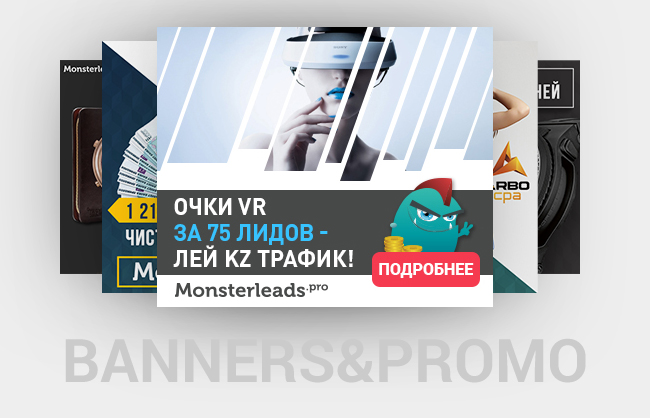 Monsterleads
ОЧКИ VR
ЗА 75 ЛИДОВ -
ЛЕЙ KZ ТРАФИК!
ПОДРОБНЕЕ
Monsterleads.pro
1 21
ЧИСТ
Mo
НЕЙ
ARBO
cpa
BANNERS&PROMO